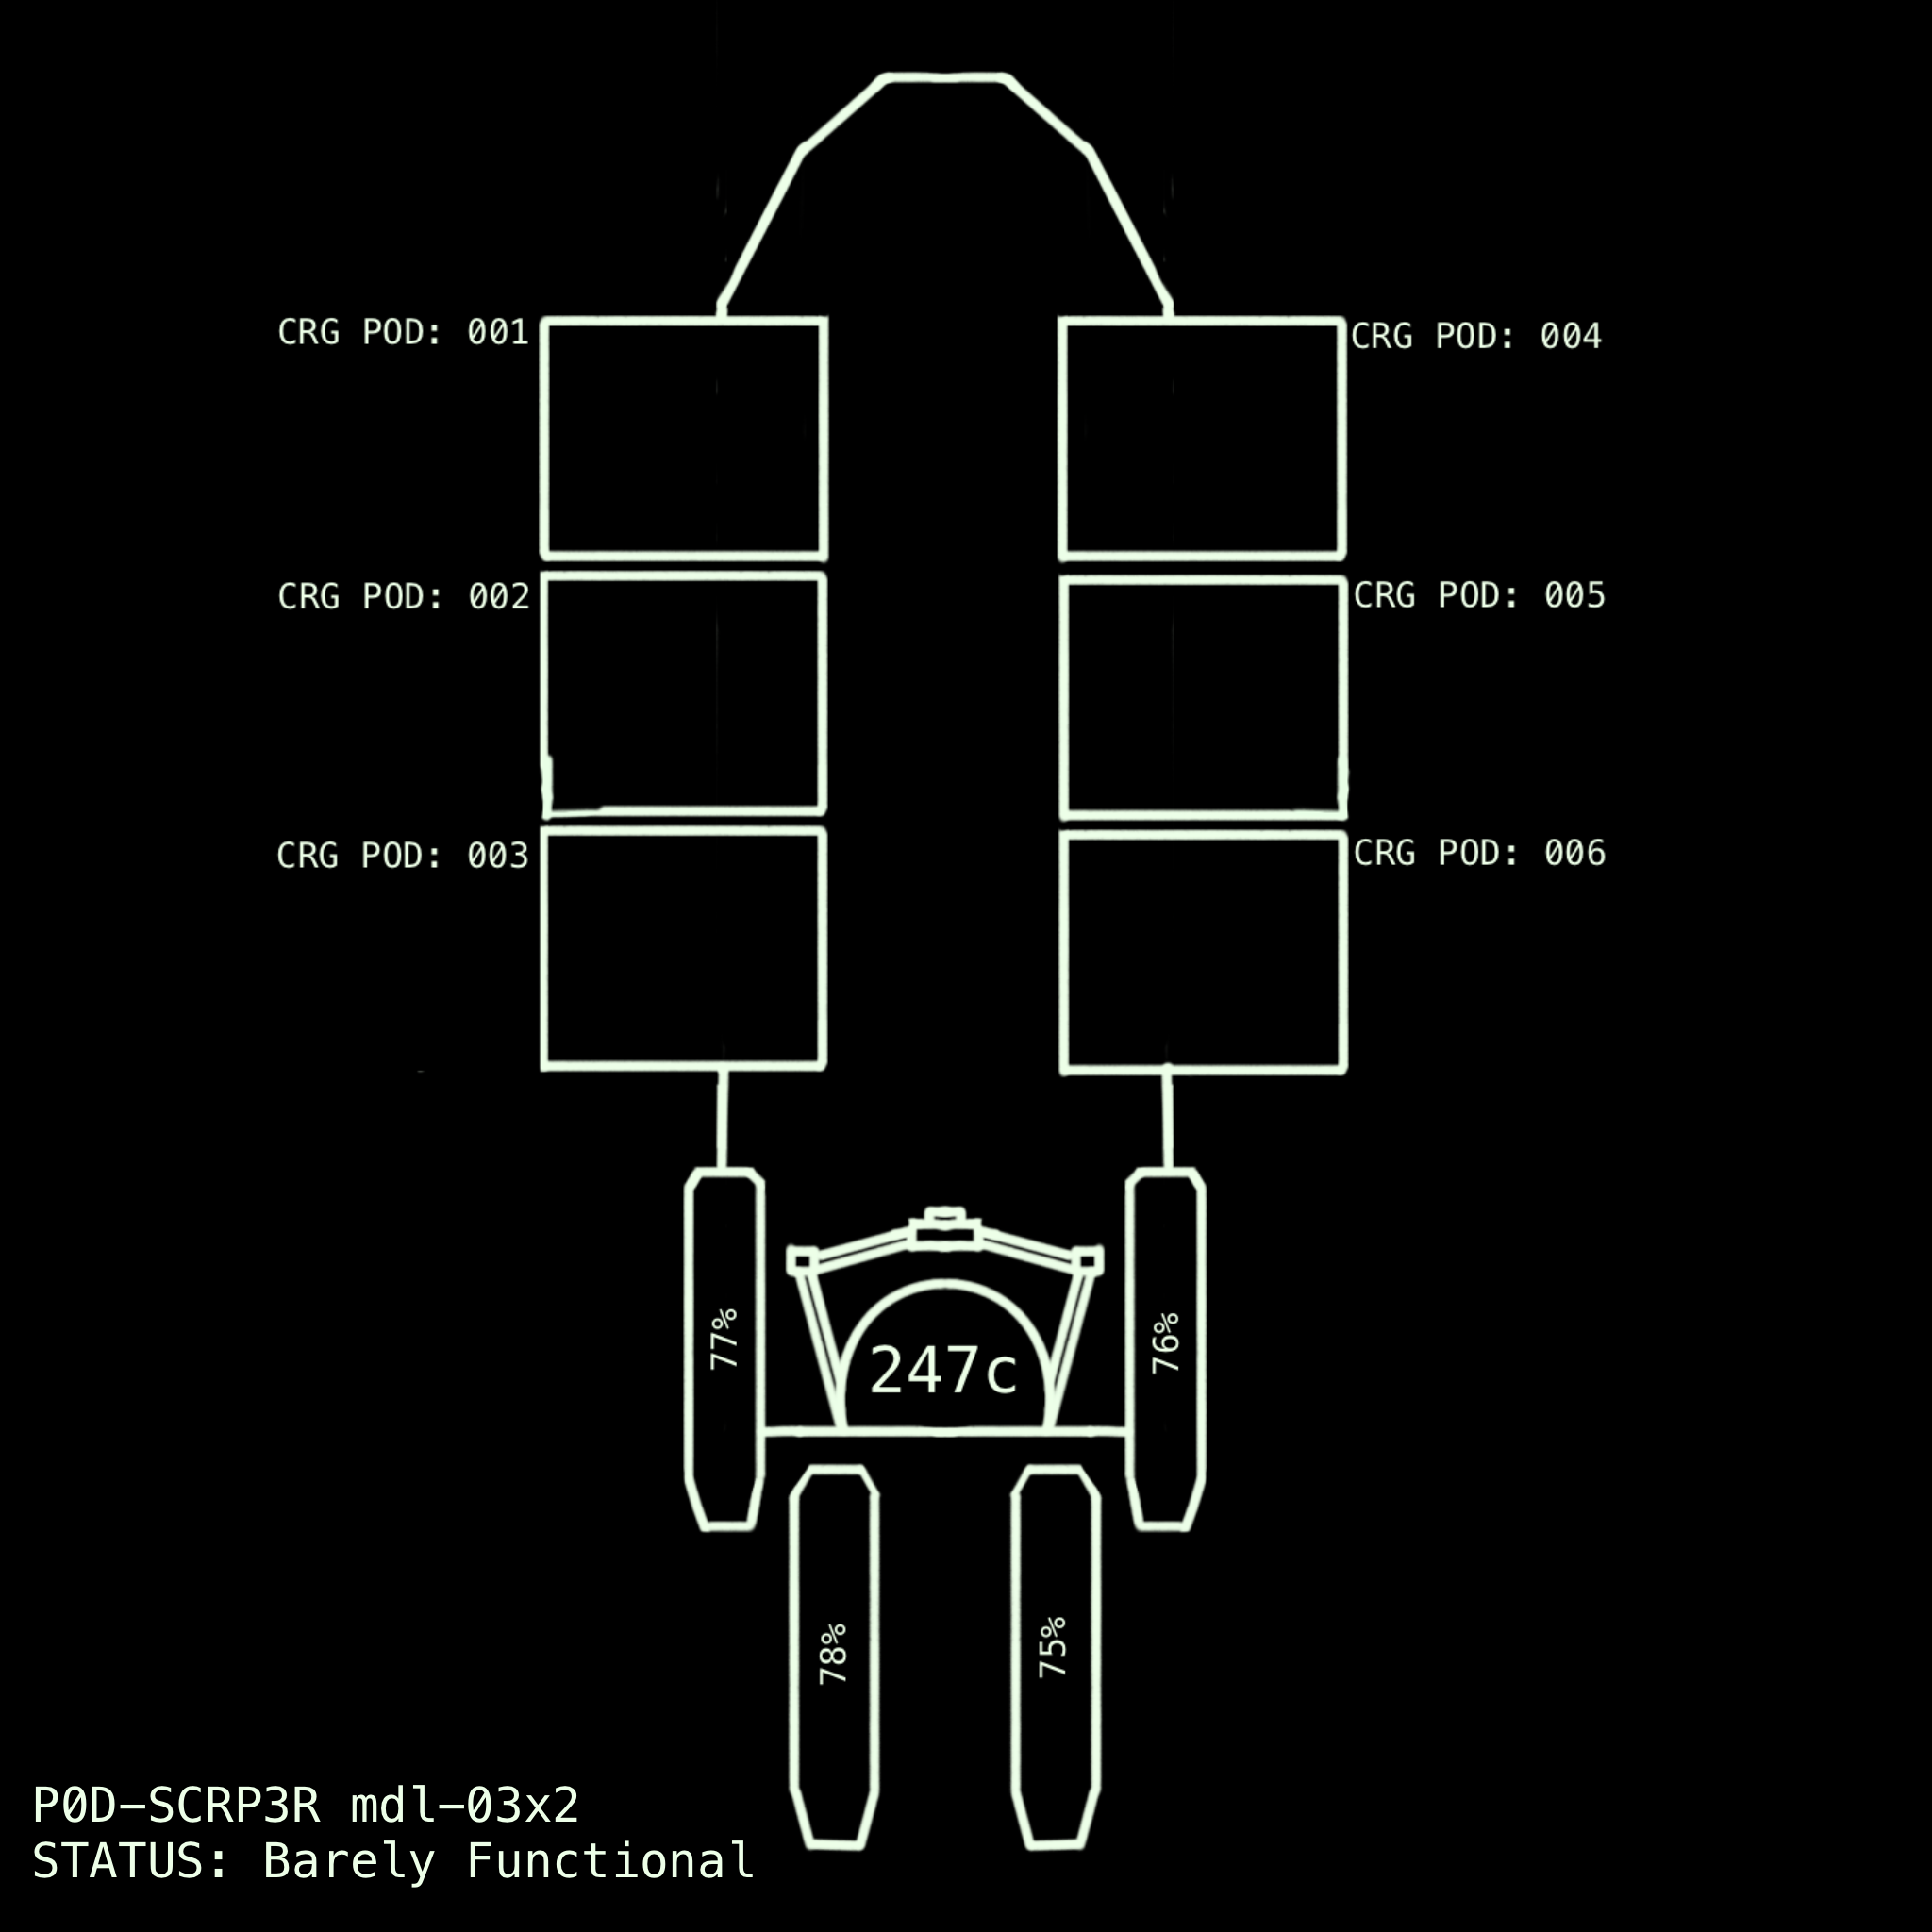 CRG POD: 001
CRG POD: 004
CRG POD: 002
CRG POD: 005
CRG POD: 003
CRG POD: 006
77%
76%
247c
78%
75%
P0D-SCRP3R mdl-03x2
STATUS: Barely Functional